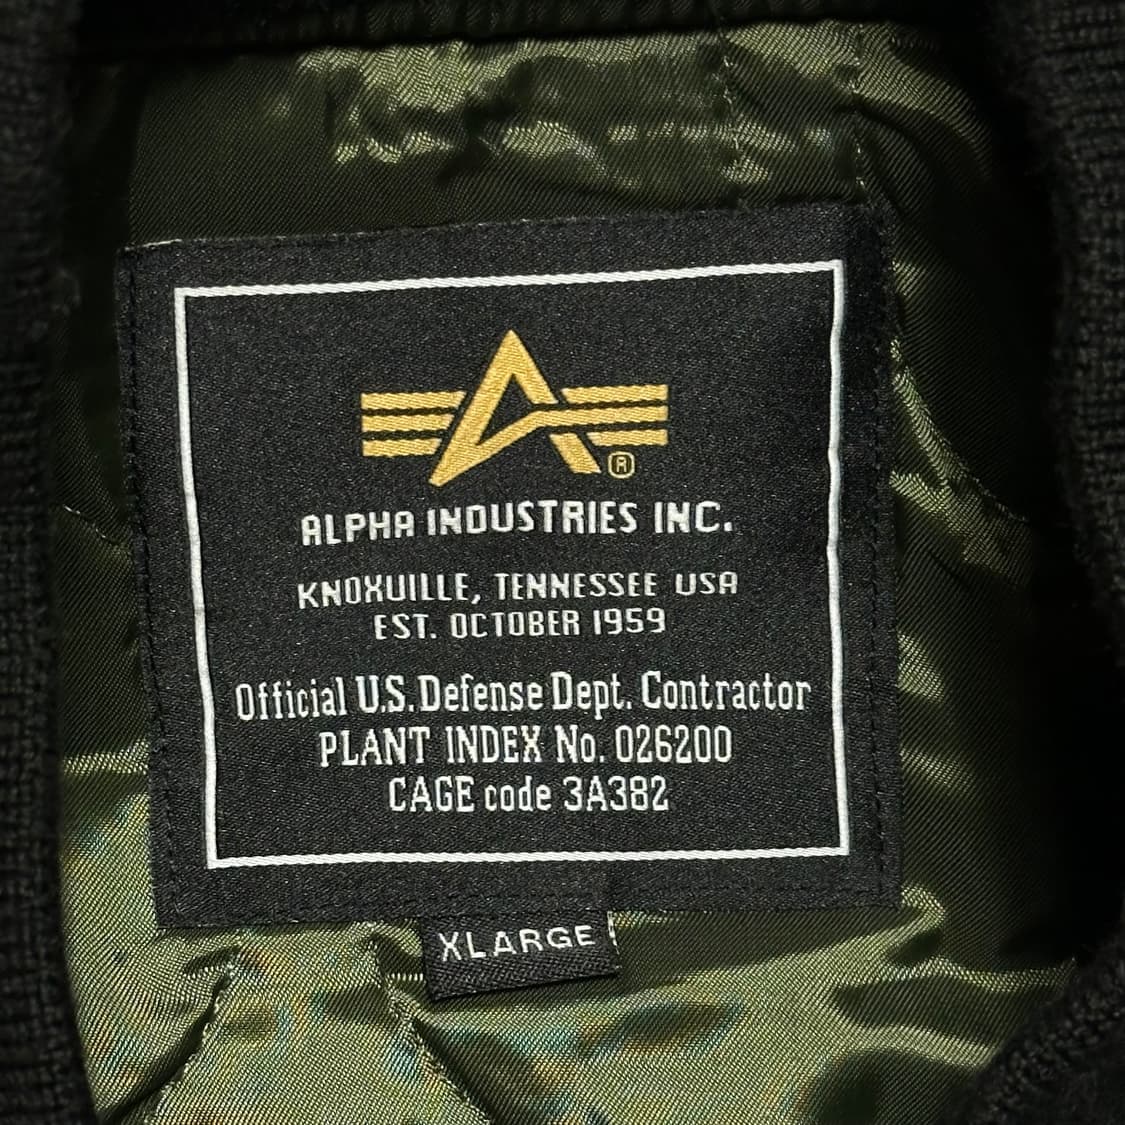 ®
ALPHA INDUSTRIES INC.
KNOXVILLE, TENNESSEE USA
EST. OCTOBER 1959
Official U.S. Defense Dept. Contractor
PLANT INDEX No. 026200
CAGE code 3A382
XLARGE